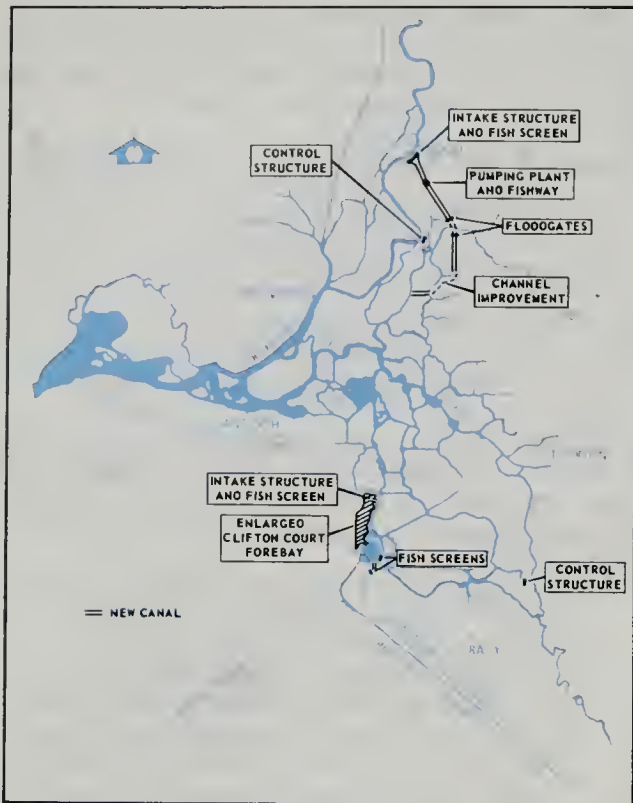 INTAKE STRUCTURE
AND FISH SCREEN
CONTROL
STRUCTURE
PUMPING PLANT
AND FISHWAY
FLOODGATES
CHANNEL
IMPROVEMENT
INTAKE STRUCTURE
AND FISH SCREEN
ENLARGED
CLIFTON COURT
FOREBAY
FISH SCREENS
CONTROL
STRUCTURE
NEW CANAL